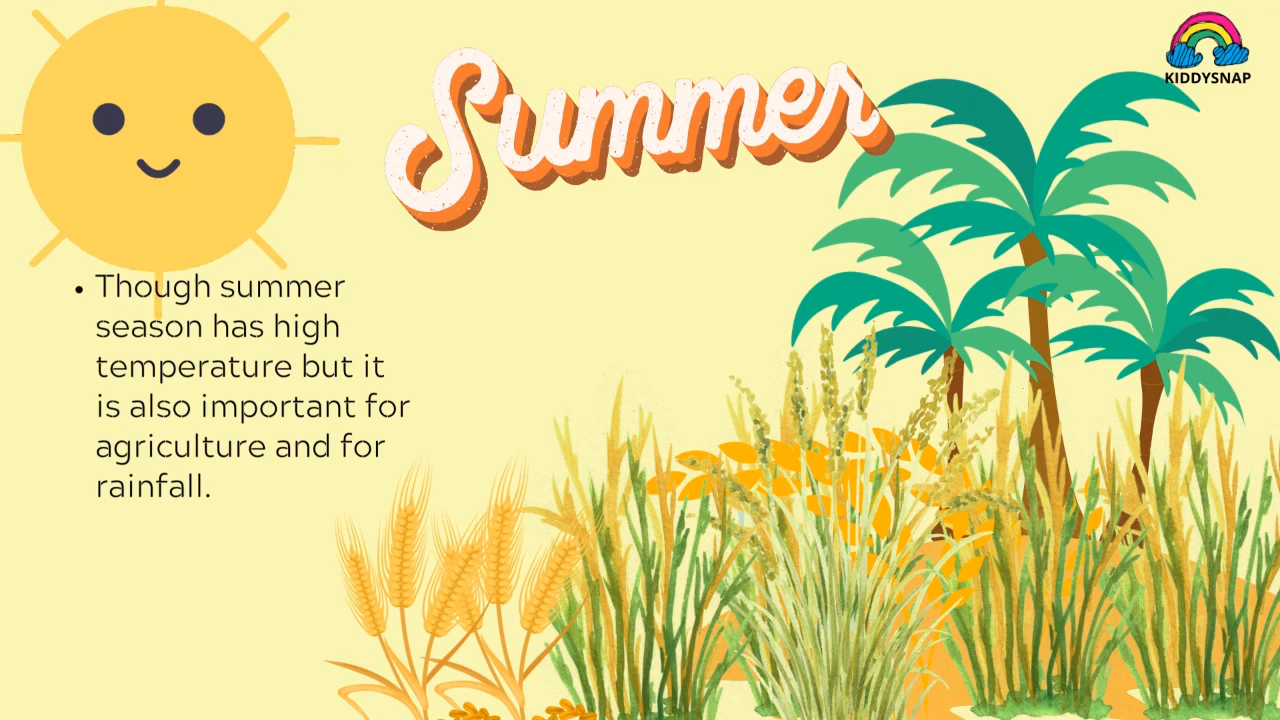 KIDDYSNAP
Summer
• Though summer
season has high
temperature but it
is also important for
agriculture and for
rainfall.